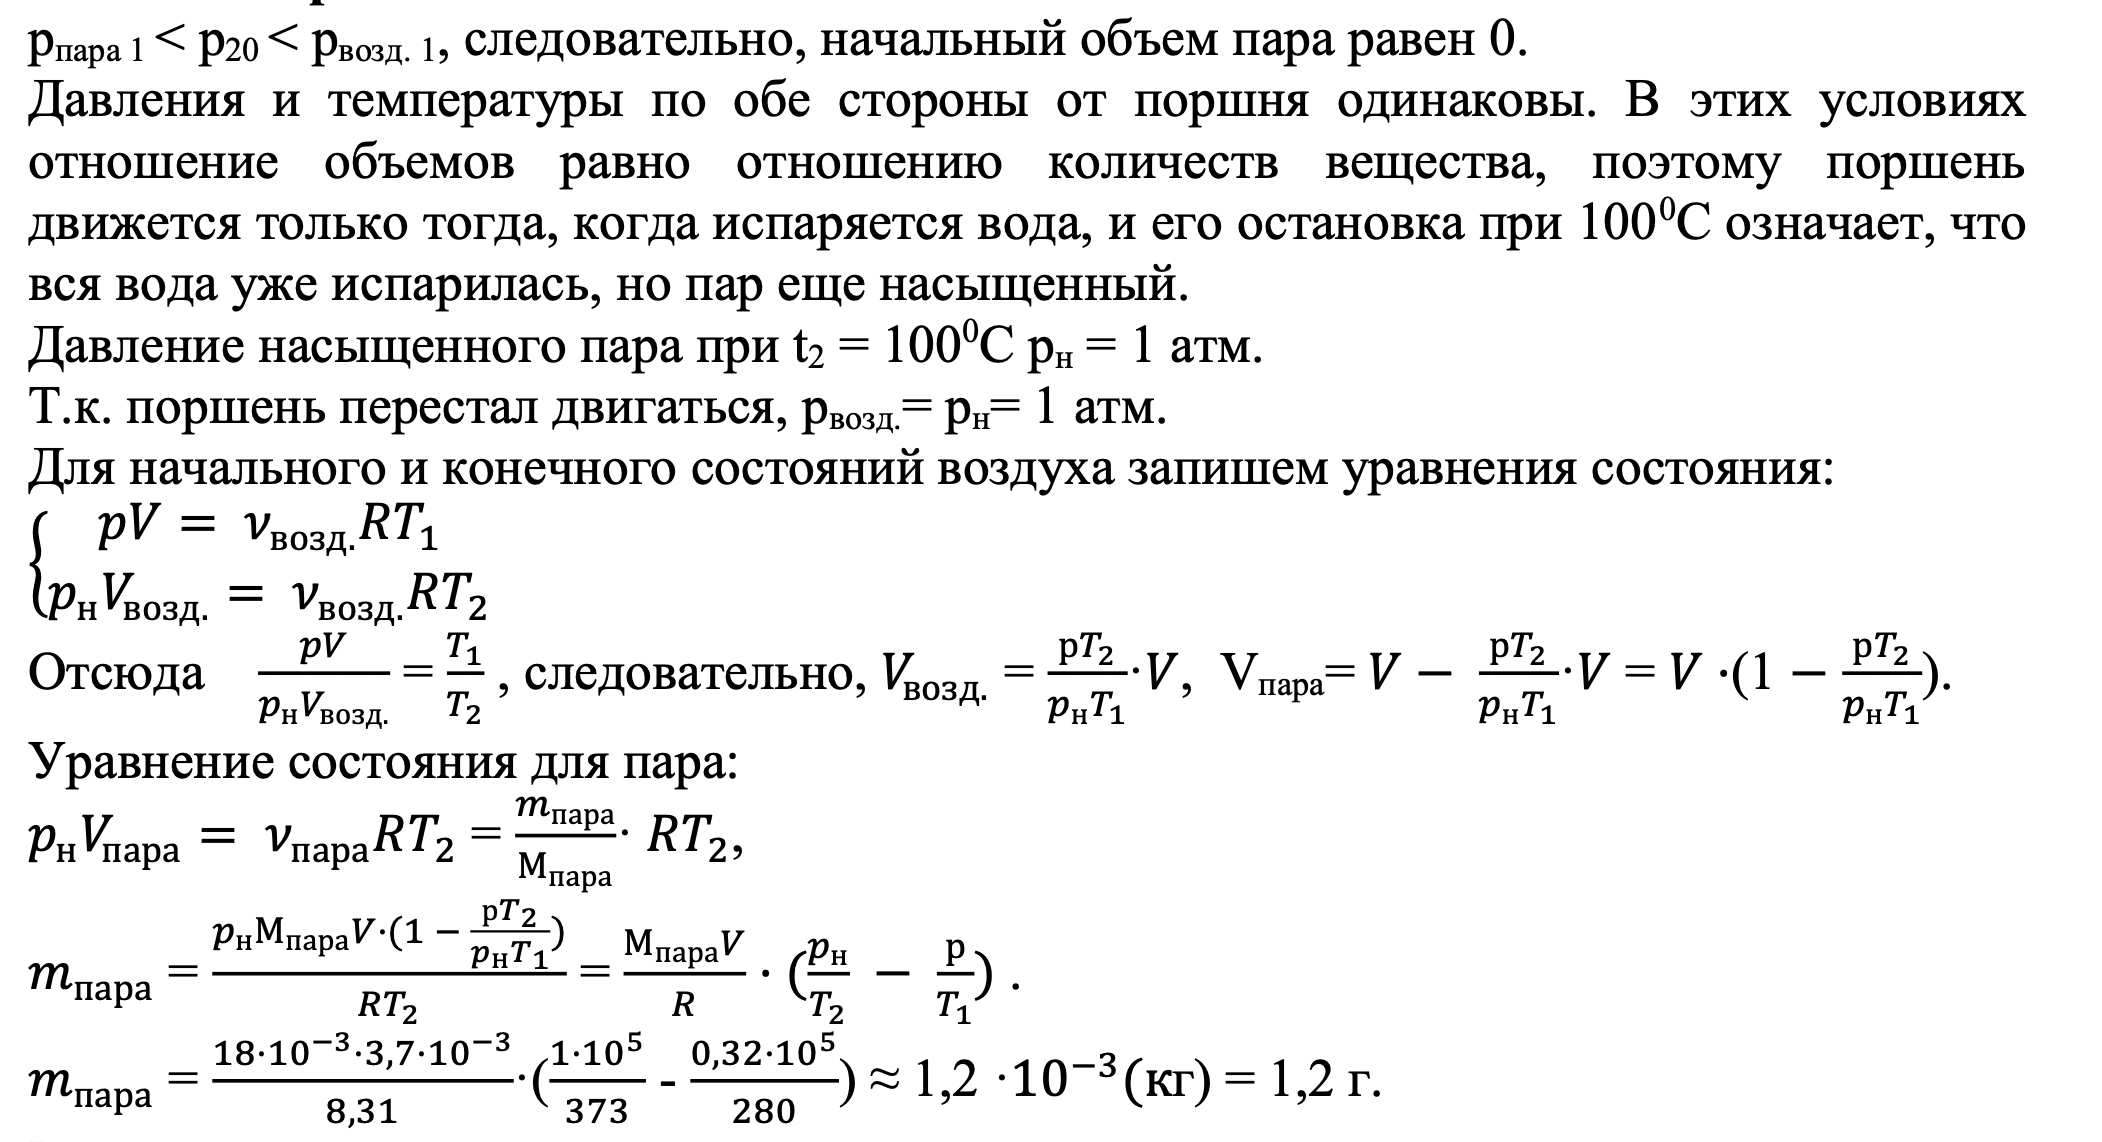 pпара 1 < p20 < pвозд. 1, следовательно, начальный объем пара равен 0.
Давления и температуры по обе стороны от поршня одинаковы. В этих условиях
отношение объемов равно отношению количеств вещества, поэтому поршень
движется только тогда, когда испаряется вода, и его остановка при 100⁰С означает, что
вся вода уже испарилась, но пар еще насыщенный.
Давление насыщенного пара при t₂ = 100⁰С pн = 1 атм.
Т.к. поршень перестал двигаться, pвозд.= pн= 1 атм.
Для начального и конечного состояний воздуха запишем уравнения состояния:
{ pV = νвозд.RT₁
pнVвозд. = νвозд.RT₂
Отсюда pV/(pнVвозд.) = T₁/T₂ , следовательно, Vвозд. = pT₂/(pнT₁)·V, Vпара= V − pT₂/(pнT₁)·V = V ·(1 − pT₂/(pнT₁)).
Уравнение состояния для пара:
pнVпара = νпараRT₂ = mпара/Мпара· RT₂,
mпара = pнМпараV·(1 − pT₂/(pнT₁))/(RT₂) = МпараV/R · (pн/T₂ − p/T₁) .
mпара = 18·10⁻³·3,7·10⁻³/8,31·(1·10⁵/373 - 0,32·10⁵/280) ≈ 1,2 ·10⁻³(кг) = 1,2 г.